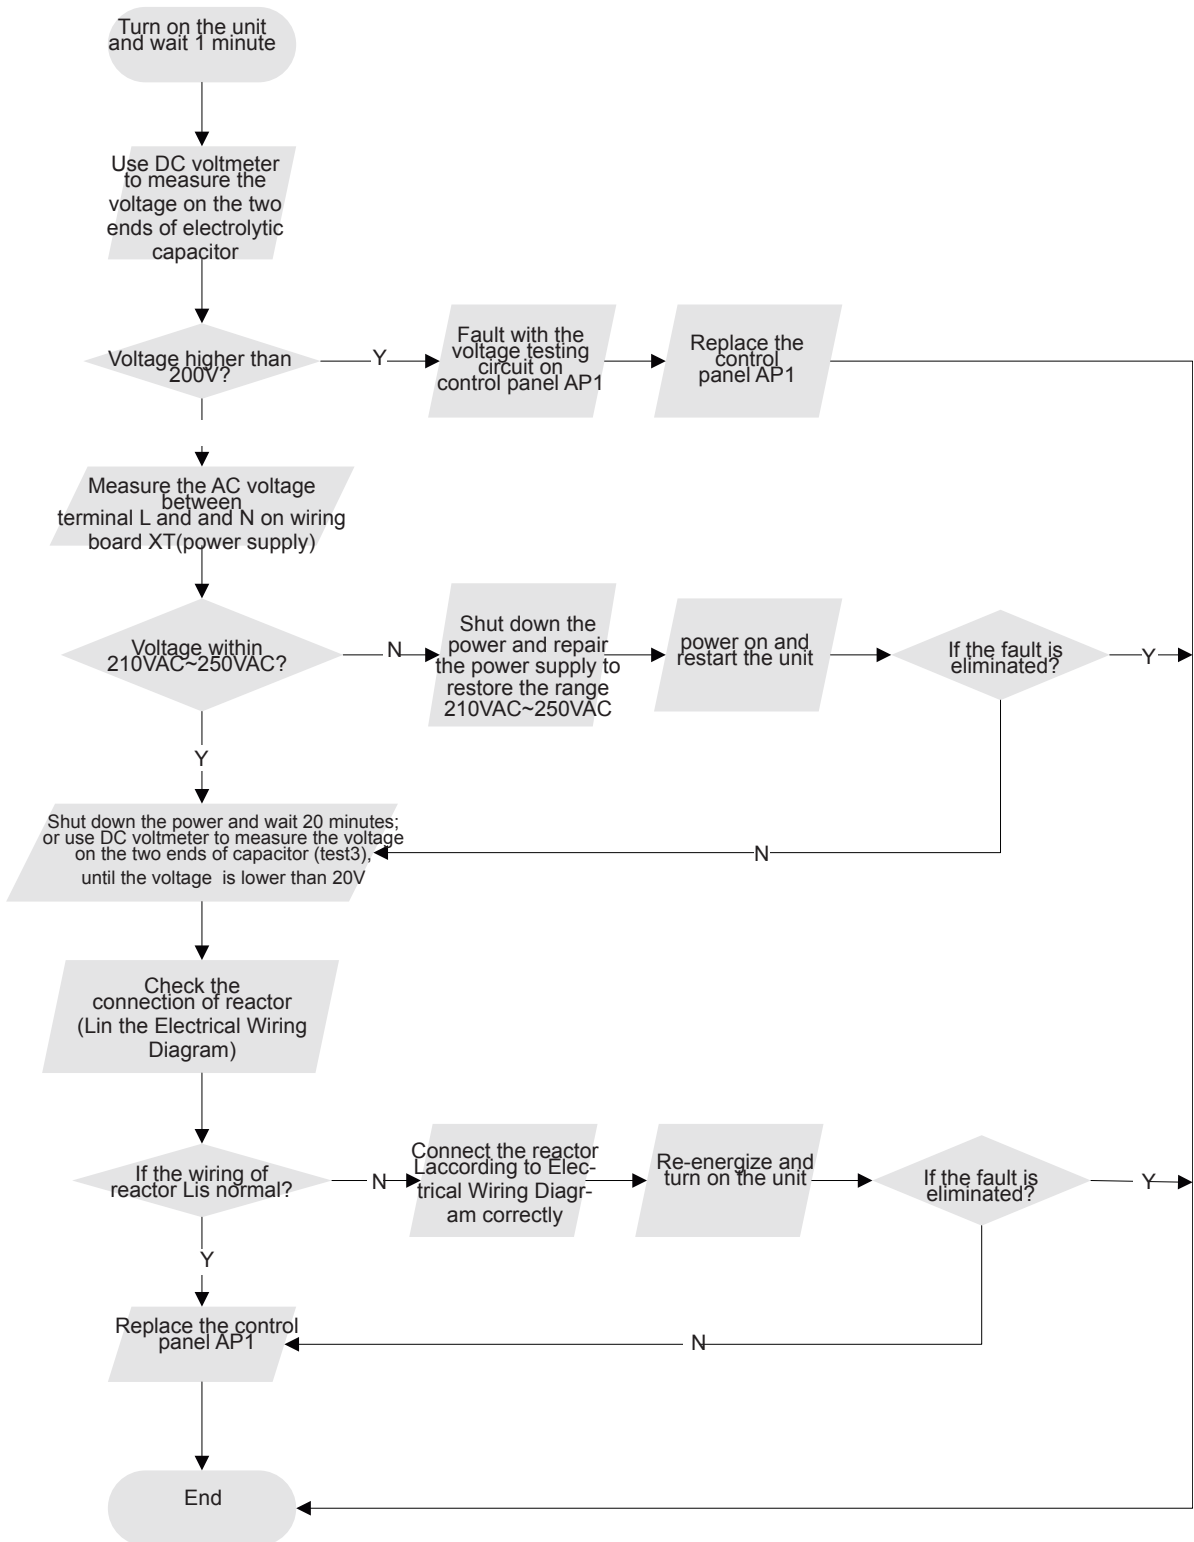 Turn on the unit
and wait 1 minute
Use DC voltmeter
to measure the
voltage on the two
ends of electrolytic
capacitor
Voltage higher than
200V?
Y
Fault with the
voltage testing
circuit on
control panel AP1
Replace the
control
panel AP1
Measure the AC voltage
between
terminal L and and N on wiring
board XT(power supply)
Voltage within
210VAC~250VAC?
N
Shut down the
power and repair
the power supply to
restore the range
210VAC~250VAC
power on and
restart the unit
If the fault is
eliminated?
Y
Y
N
Shut down the power and wait 20 minutes;
or use DC voltmeter to measure the voltage
on the two ends of capacitor (test3),
until the voltage is lower than 20V
Check the
connection of reactor
(Lin the Electrical Wiring
Diagram)
If the wiring of
reactor Lis normal?
N
Connect the reactor
Laccording to Elec-
trical Wiring Diagr-
am correctly
Re-energize and
turn on the unit
If the fault is
eliminated?
Y
Y
N
Replace the control
panel AP1
End